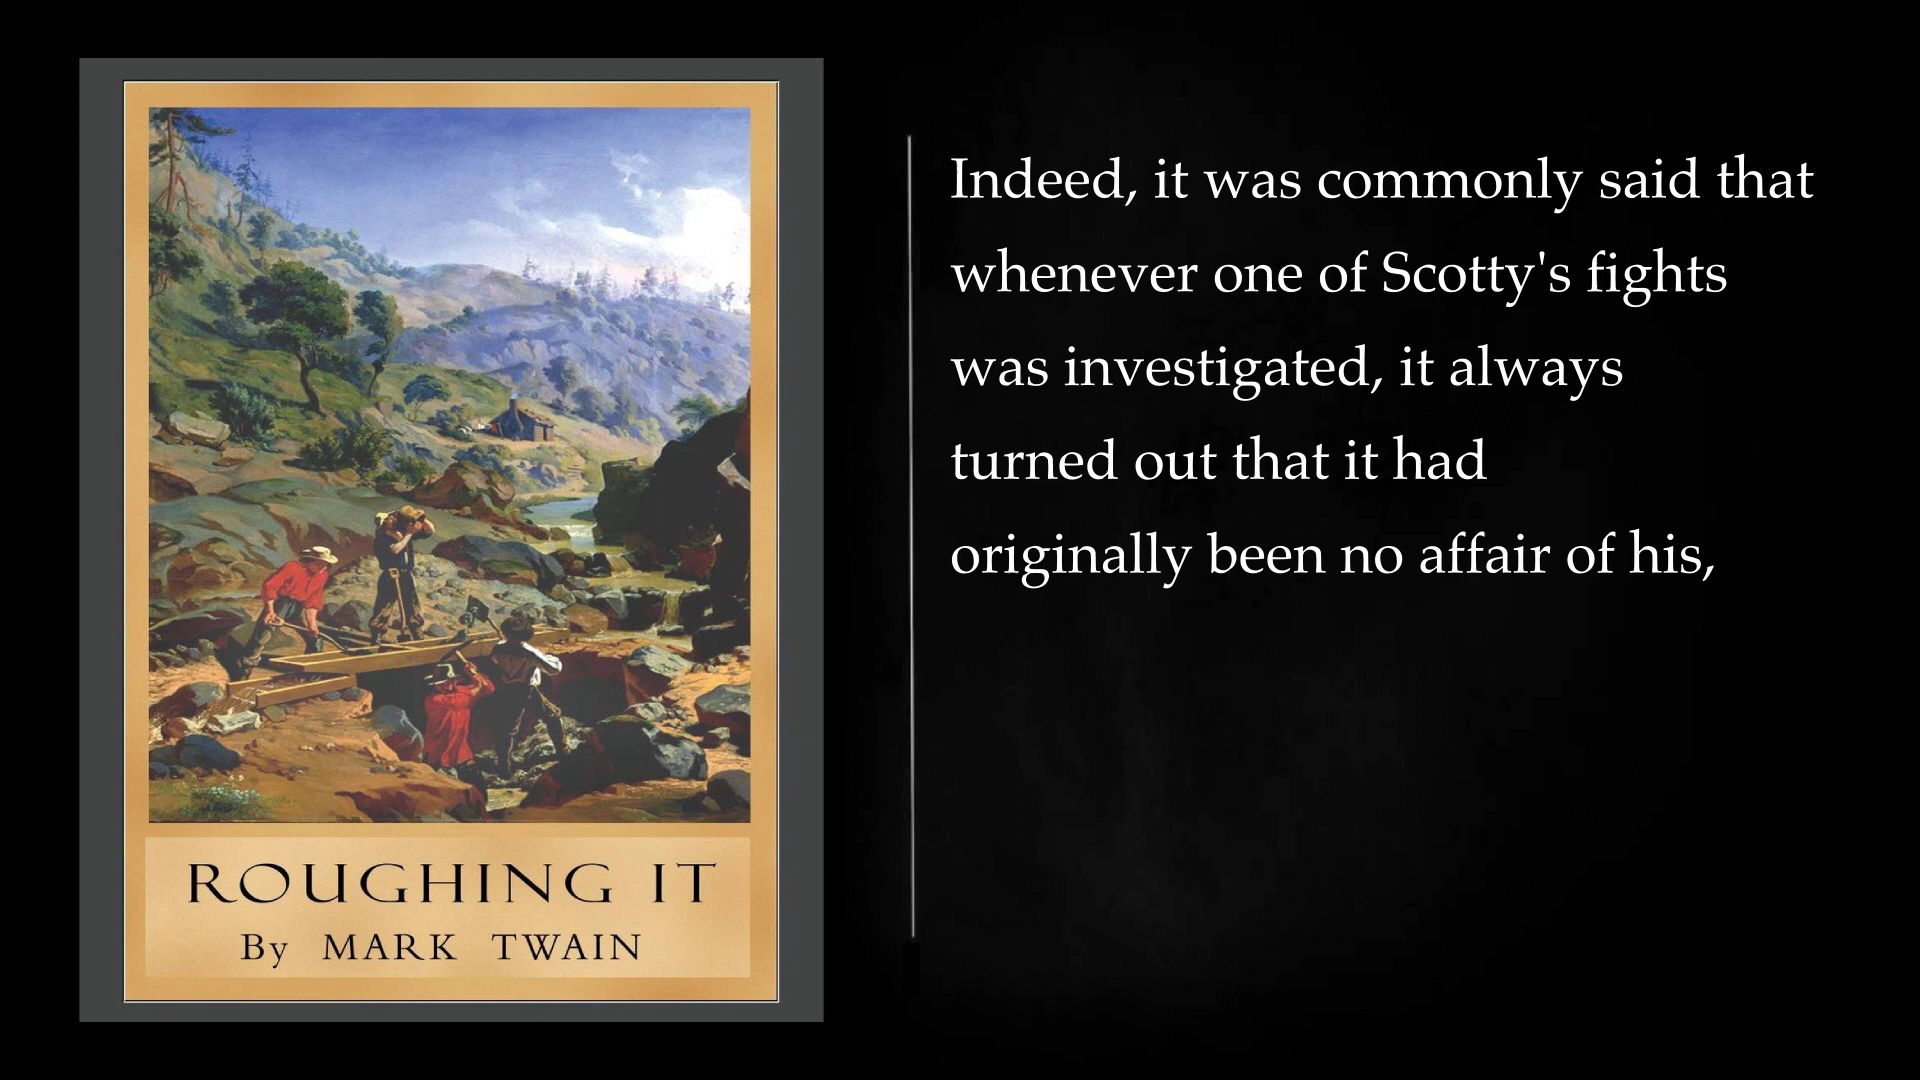 ROUGHING IT
By MARK TWAIN
Indeed, it was commonly said that
whenever one of Scotty's fights
was investigated, it always
turned out that it had
originally been no affair of his,